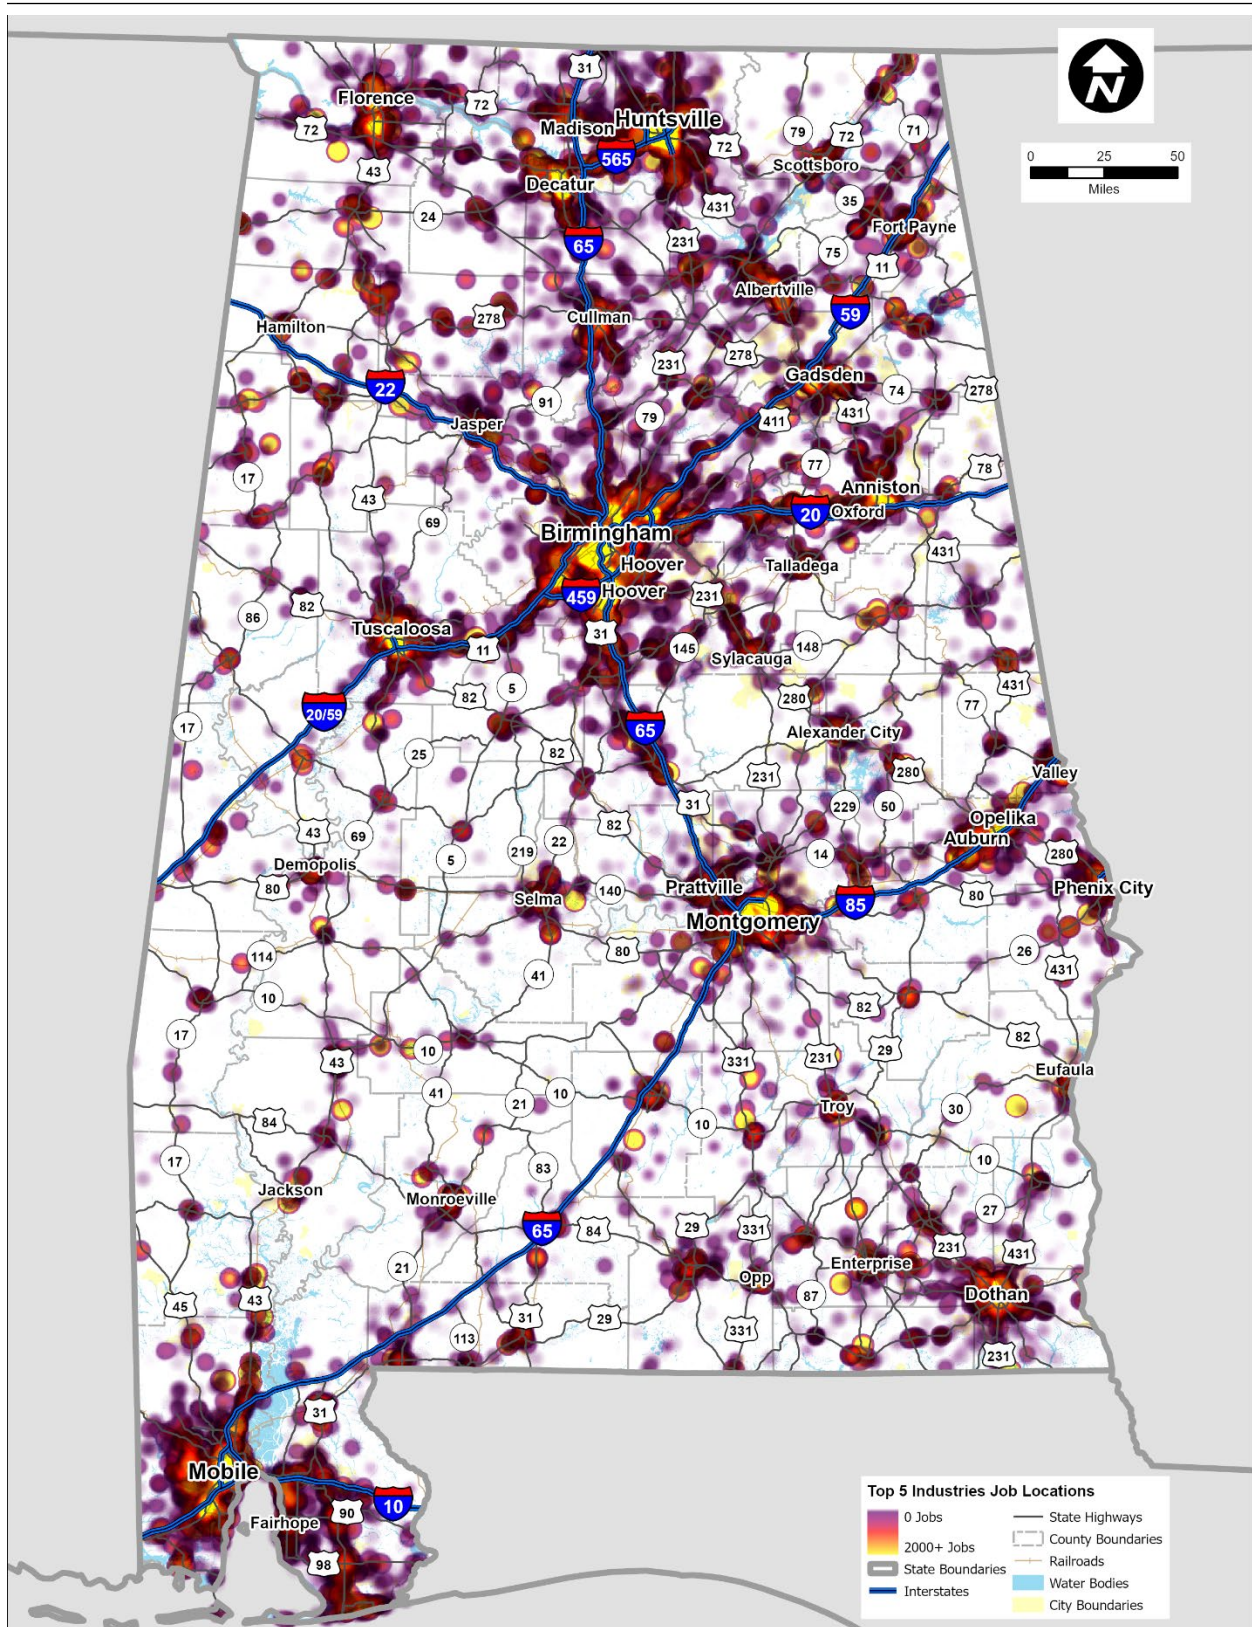 N
0 25 50
Miles
31
Florence
72
Huntsville
Madison
72
79
72
71
565
72
43
Scottsboro
Decatur
35
24
431
Fort Payne
65
231
75
11
Albertville
59
278
Cullman
Hamilton
231
278
Gadsden
22
74
278
91
79
431
411
Jasper
77
78
17
Anniston
43
20
Oxford
69
Birmingham
431
Hoover
Talladega
Hoover
459
231
82
86
Tuscaloosa
31
11
145
148
Sylacauga
5
431
82
280
77
20/59
17
65
Alexander City
25
82
231
280
Valley
31
229
50
43
69
82
Opelika
22
Auburn
219
14
280
5
Demopolis
80
Prattville
Phenix City
140
80
Selma
85
Montgomery
80
26
114
41
431
10
82
17
82
10
29
43
331
231
Eufaula
41
10
21
30
Troy
84
10
17
83
10
Jackson
Monroeville
27
65
84
29
331
231
431
21
Enterprise
Opp
45
43
87
Dothan
31
29
113
331
231
31
Mobile
10
90
Fairhope
98
Top 5 Industries Job Locations
0 Jobs
2000+ Jobs
State Boundaries
Interstates
State Highways
County Boundaries
Railroads
Water Bodies
City Boundaries